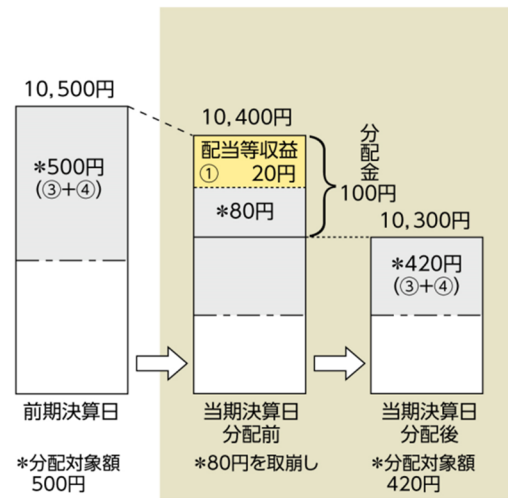 10,500円
*500円
(③+④)
前期決算日
*分配対象額
500円
10,400円
配当等収益
① 20円
*80円
分配金
100円
当期決算日
分配前
*80円を取崩し
10,300円
*420円
(③+④)
当期決算日
分配後
*分配対象額
420円